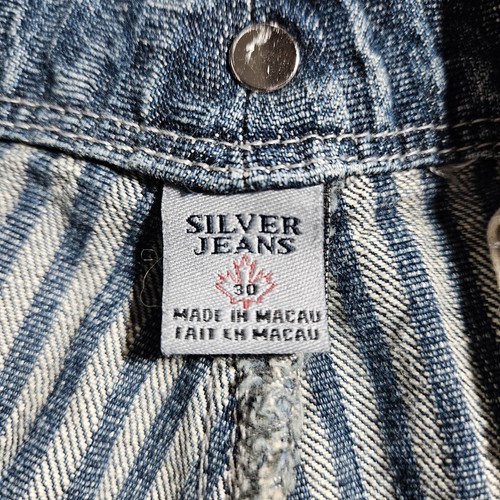 SILVER
JEANS
30
MADE IN MACAU
FAIT EN MACAU